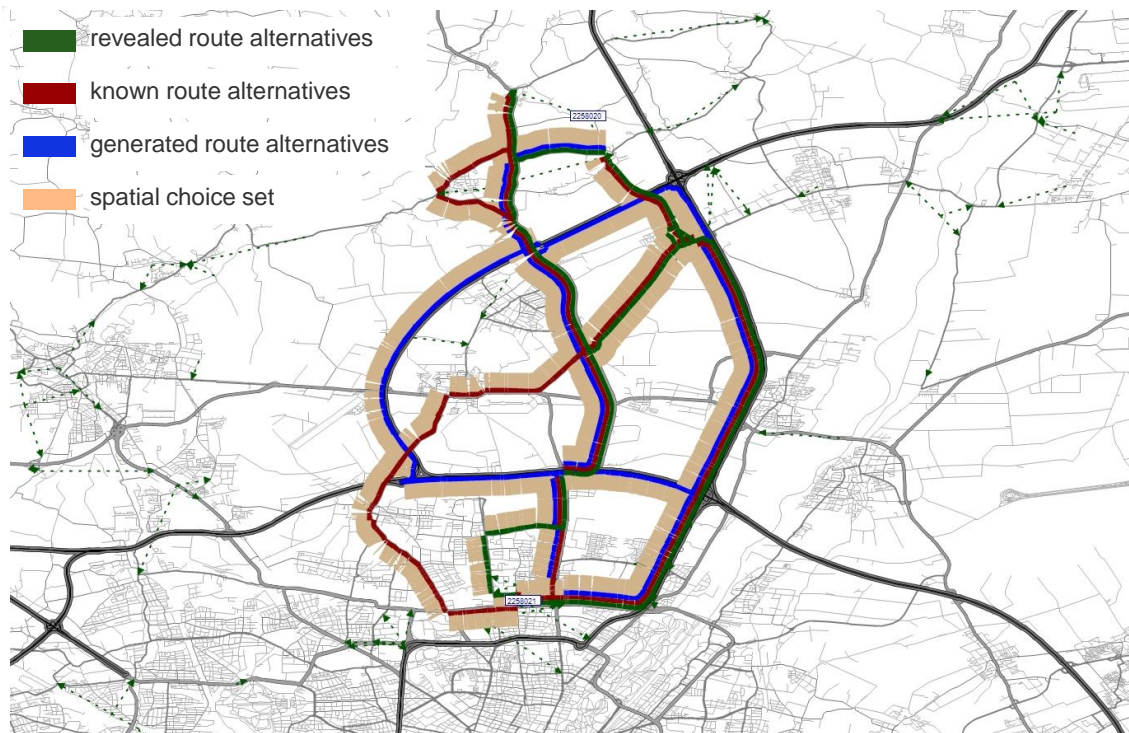 revealed route alternatives
known route alternatives
generated route alternatives
spatial choice set
2258020
2258021